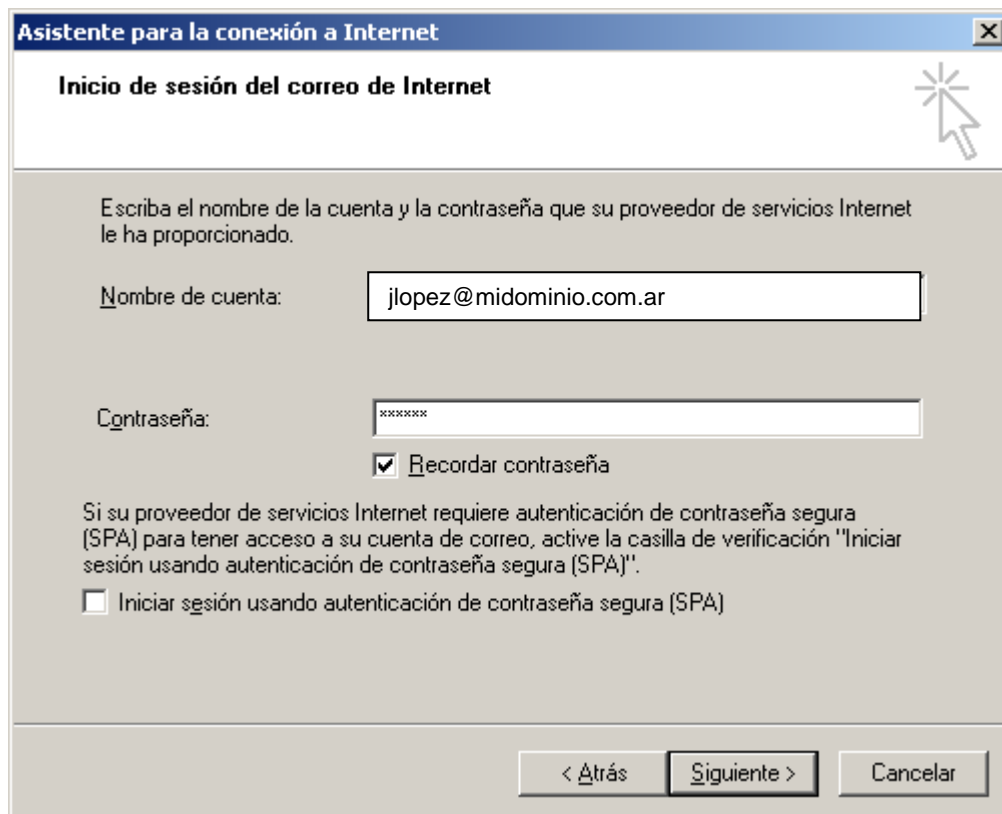 Asistente para la conexión a Internet
Inicio de sesión del correo de Internet
Escriba el nombre de la cuenta y la contraseña que su proveedor de servicios Internet
le ha proporcionado.
Nombre de cuenta: jlopez@midominio.com.ar
Contraseña: ******
Recordar contraseña
Si su proveedor de servicios Internet requiere autenticación de contraseña segura
(SPA) para tener acceso a su cuenta de correo, active la casilla de verificación "Iniciar
sesión usando autenticación de contraseña segura (SPA)".
Iniciar sesión usando autenticación de contraseña segura (SPA)
< Atrás Siguiente > Cancelar